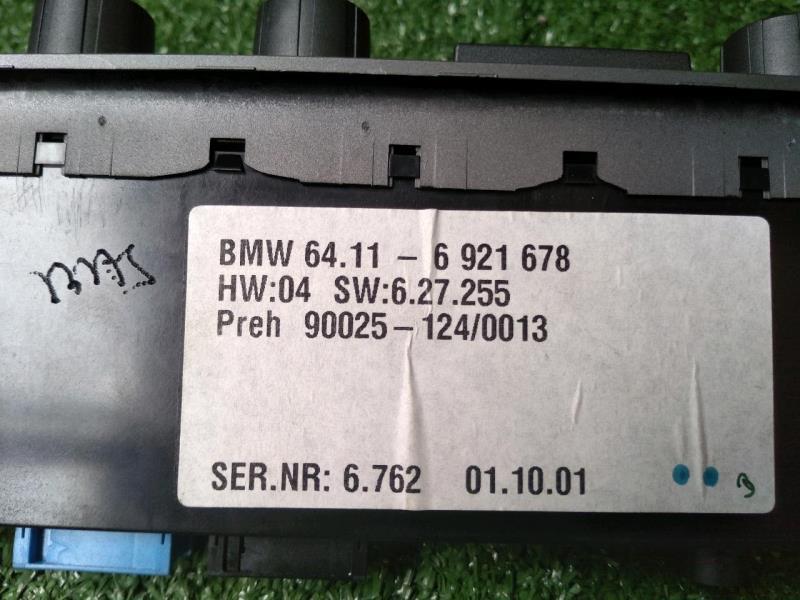 BMW 64.11 – 6 921 678
HW:04 SW:6.27.255
Preh 90025–124/0013
SER.NR: 6.762 01.10.01